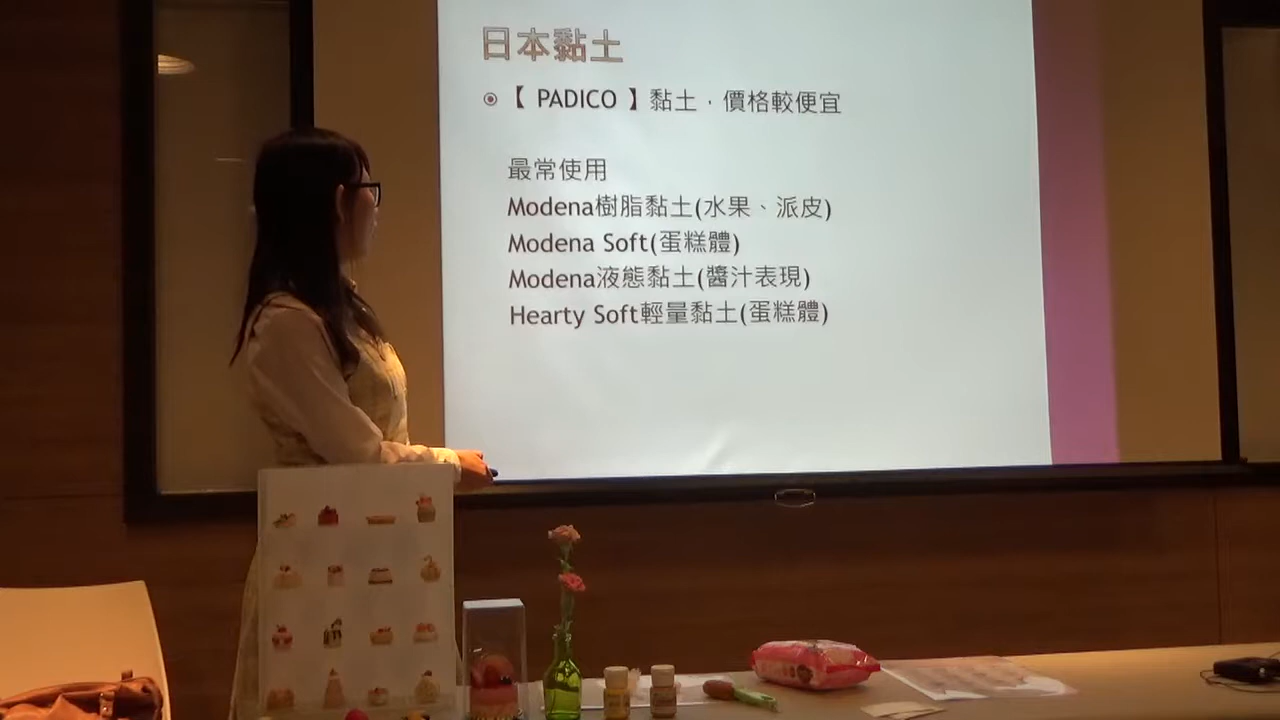 日本黏土
【 PADICO 】黏土，價格較便宜
最常使用
Modena樹脂黏土(水果、派皮)
Modena Soft(蛋糕體)
Modena液態黏土(醬汁表現)
Hearty Soft輕量黏土(蛋糕體)